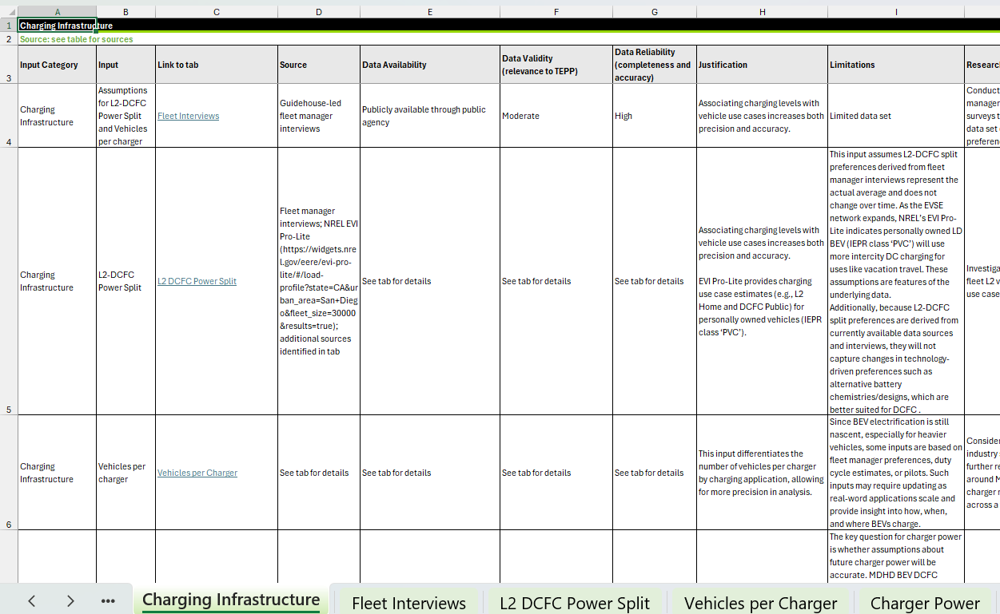 A B C D E F G H I
1 Charging Infrastructure
2 Source: see table for sources
3
Input Category
Input
Link to tab
Source
Data Availability
Data Validity
(relevance to TEPP)
Data Reliability
(completeness and
accuracy)
Justification
Limitations
4
Charging
Infrastructure
Assumptions
for L2-DCFC
Power Split
and Vehicles
per charger
Fleet Interviews
Guidehouse-led
fleet manager
interviews
Publicly available through public
agency
Moderate
High
Associating charging levels with
vehicle use cases increases both
precision and accuracy.
Limited data set
Conduct
manager
surveys t
data set
preferen
5
Charging
Infrastructure
L2-DCFC
Power Split
L2 DCFC Power Split
Fleet manager
interviews; NREL EVI
Pro-Lite
(https://widgets.nre
l.gov/eere/evi-pro-
lite/#/load-
profile?state=CA&ur
ban_area=San+Dieg
o&fleet_size=30000
&results=true);
additional sources
identified in tab
See tab for details
See tab for details
See tab for details
Associating charging levels with
vehicle use cases increases both
precision and accuracy.
EVI Pro-Lite provides charging
use case estimates (e.g., L2
Home and DCFC Public) for
personally owned vehicles (IEPR
class ‘PVC’).
This input assumes L2-DCFC split
preferences derived from fleet
manager interviews represent the
actual average and does not
change over time. As the EVSE
network expands, NREL’s EVI Pro-
Lite indicates personally owned LD
BEV (IEPR class ‘PVC’) will use
more intercity DC charging for
uses like vacation travel. These
assumptions are features of the
underlying data.
Additionally, because L2-DCFC
split preferences are derived from
currently available data sources
and interviews, they will not
capture changes in technology-
driven preferences such as
alternative battery
chemistries/designs, which are
better suited for DCFC .
Investiga
fleet L2 v
use case
6
Charging
Infrastructure
Vehicles per
charger
Vehicles per Charger
See tab for details
See tab for details
See tab for details
See tab for details
This input differentiates the
number of vehicles per charger
by charging application, allowing
for more precision in analysis.
Since BEV electrification is still
nascent, especially for heavier
vehicles, some inputs are based on
fleet manager preferences, duty
cycle estimates, or pilots. Such
inputs may require updating as
real-word applications scale and
provide insight into how, when,
and where BEVs charge.
Consider
industry
further re
around M
charger r
across a
The key question for charger power
is whether assumptions about
future charger power will be
accurate. MDHD BEV DCFC
Charging Infrastructure Fleet Interviews L2 DCFC Power Split Vehicles per Charger Charger Power